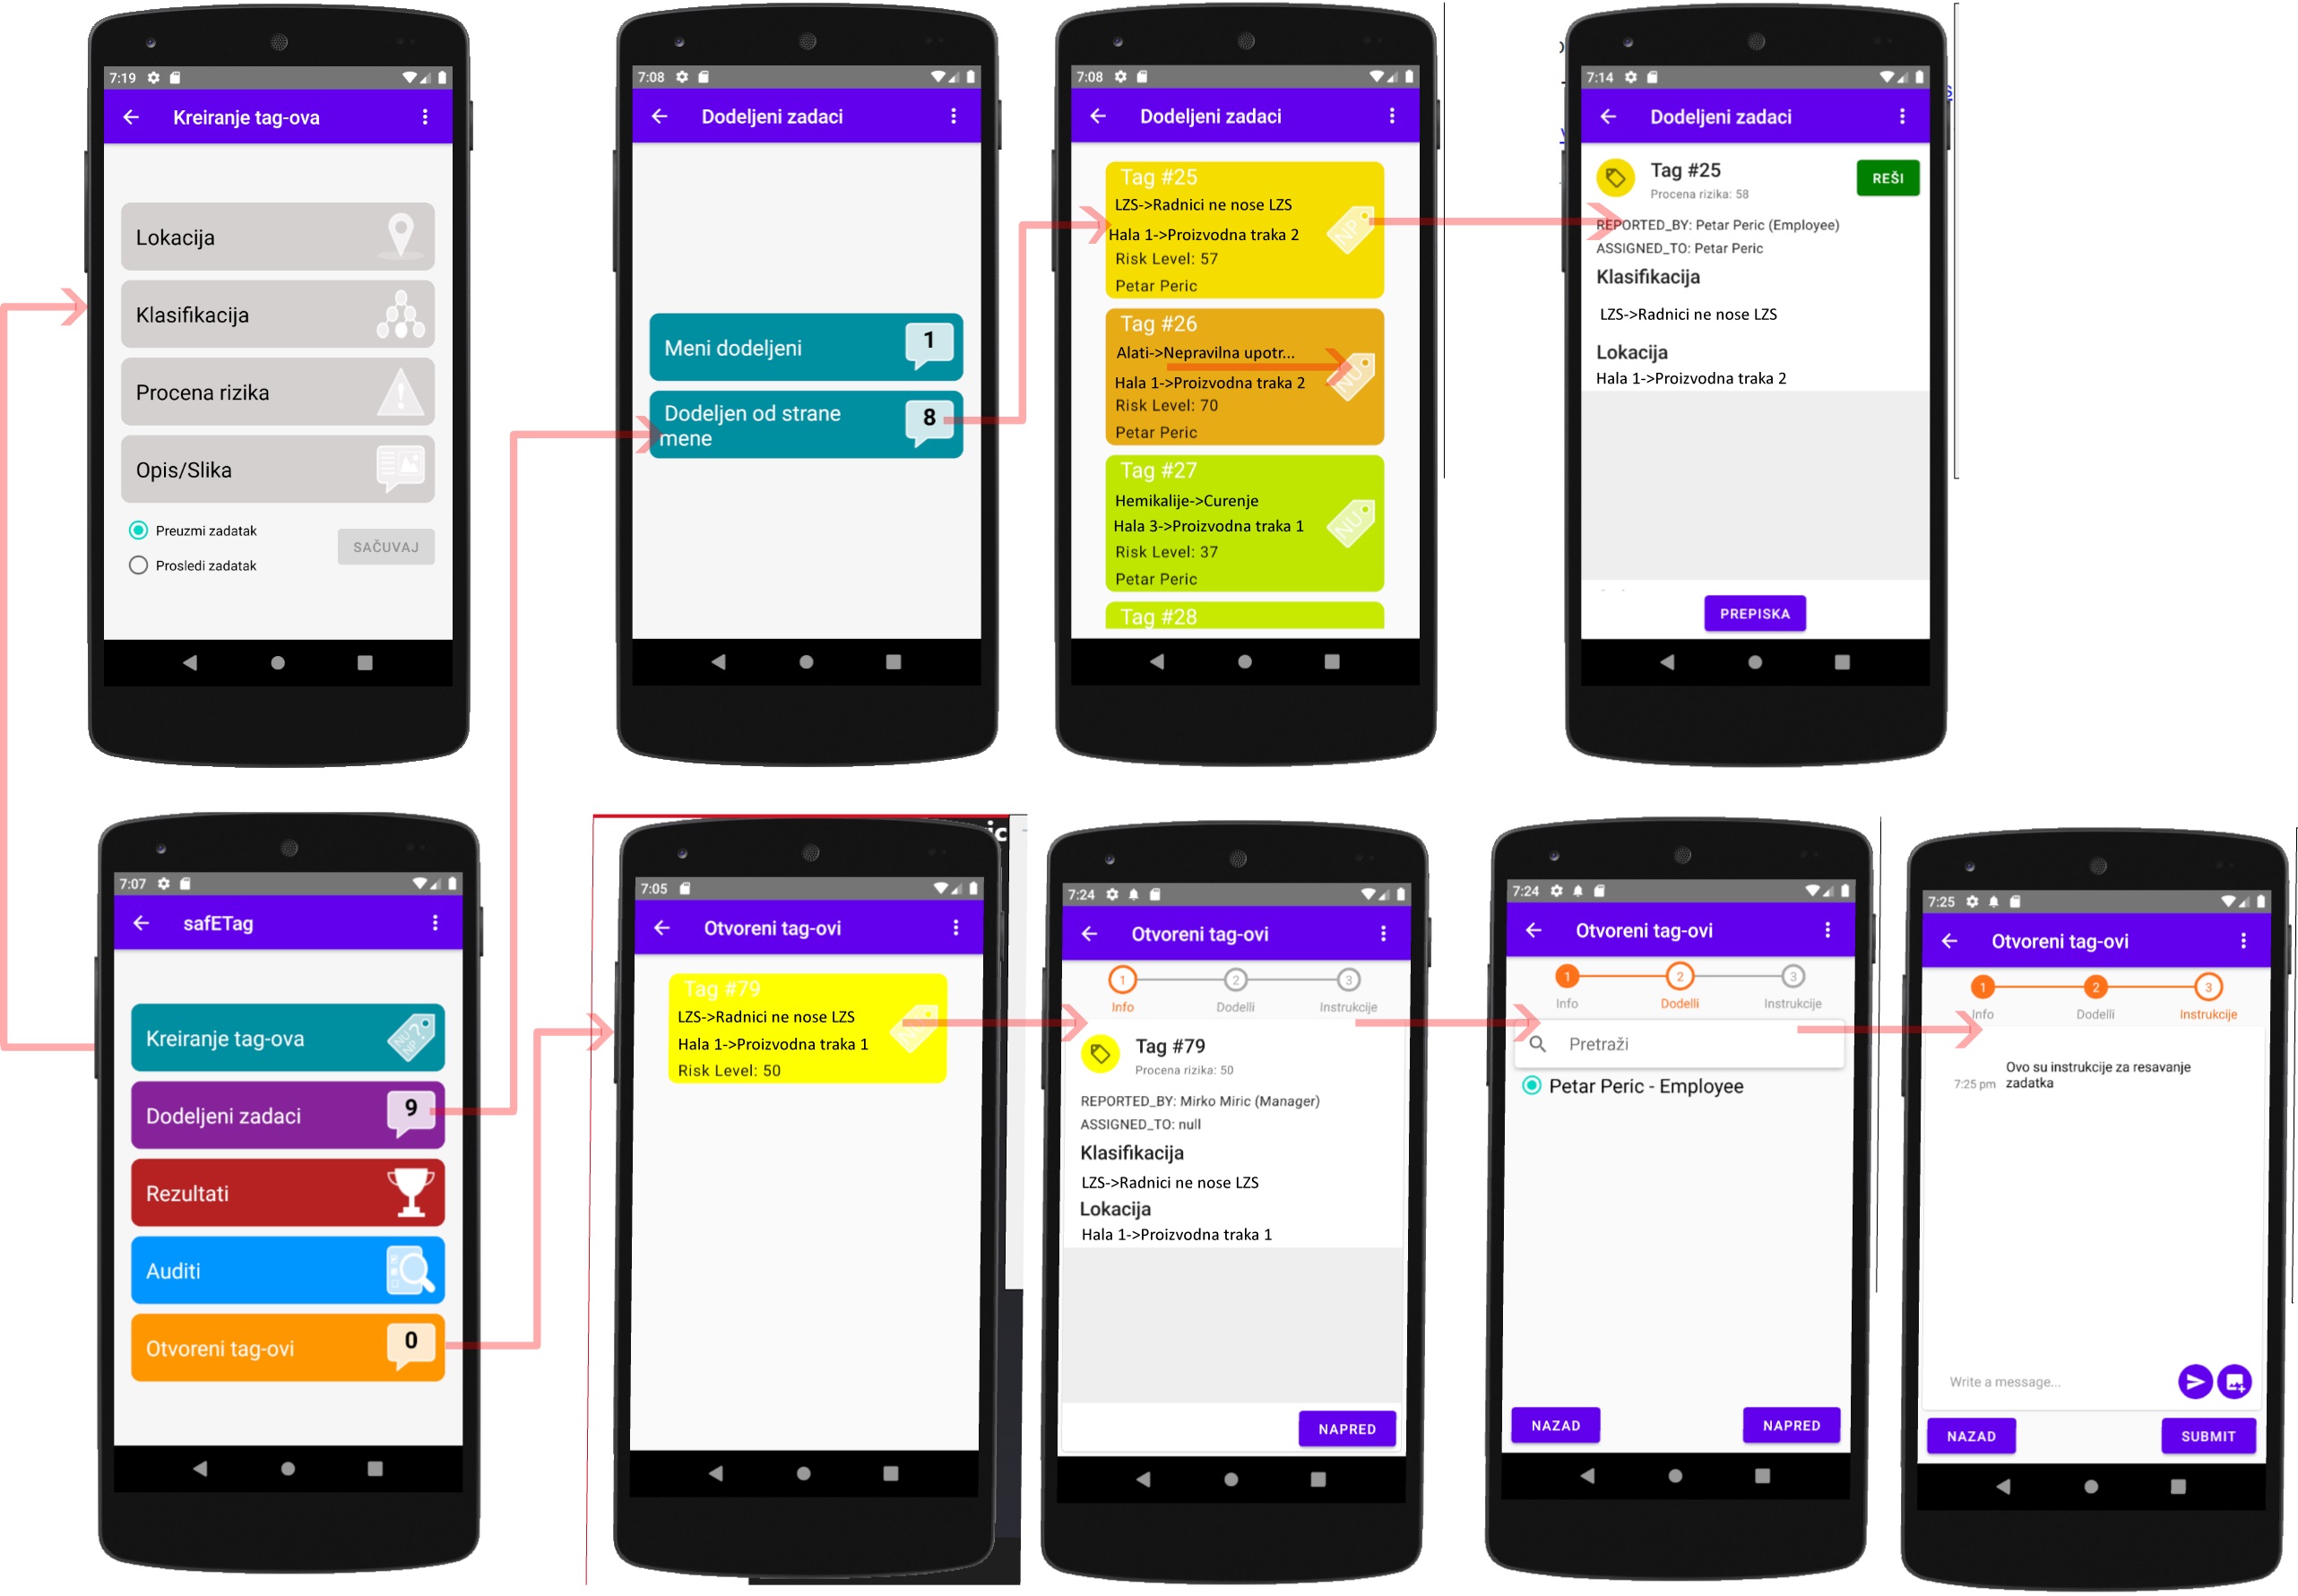 7:19
Kreiranje tag-ova
Lokacija
Klasifikacija
Procena rizika
Opis/Slika
Preuzmi zadatak
Prosledi zadatak
SAČUVAJ
7:08
Dodeljeni zadaci
Meni dodeljeni
1
Dodeljen od strane
mene
8
7:08
Dodeljeni zadaci
Tag #25
LZS->Radnici ne nose LZS
Hala 1->Proizvodna traka 2
Risk Level: 57
Petar Peric
NP
Tag #26
Alati->Nepravilna upotr...
Hala 1->Proizvodna traka 2
Risk Level: 70
Petar Peric
NU
Tag #27
Hemikalije->Curenje
Hala 3->Proizvodna traka 1
Risk Level: 37
Petar Peric
NU
Tag #28
7:14
Dodeljeni zadaci
Tag #25
Procena rizika: 58
REŠI
REPORTED_BY: Petar Peric (Employee)
ASSIGNED_TO: Petar Peric
Klasifikacija
LZS->Radnici ne nose LZS
Lokacija
Hala 1->Proizvodna traka 2
PREPISKA
7:07
safETag
Kreiranje tag-ova
NU?
NP
Dodeljeni zadaci
9
Rezultati
Auditi
Otvoreni tag-ovi
0
ic
7:05
Otvoreni tag-ovi
Tag #79
LZS->Radnici ne nose LZS
Hala 1->Proizvodna traka 1
Risk Level: 50
7:24
Otvoreni tag-ovi
1 2 3
Info Dodelli Instrukcije
Tag #79
Procena rizika: 50
REPORTED_BY: Mirko Miric (Manager)
ASSIGNED_TO: null
Klasifikacija
LZS->Radnici ne nose LZS
Lokacija
Hala 1->Proizvodna traka 1
NAPRED
7:24
Otvoreni tag-ovi
1 2 3
Info Dodelli Instrukcije
Pretraži
Petar Peric - Employee
NAZAD NAPRED
7:25
Otvoreni tag-ovi
1 2 3
Info Dodelli Instrukcije
Ovo su instrukcije za resavanje
7:25 pm zadatka
Write a message...
NAZAD SUBMIT